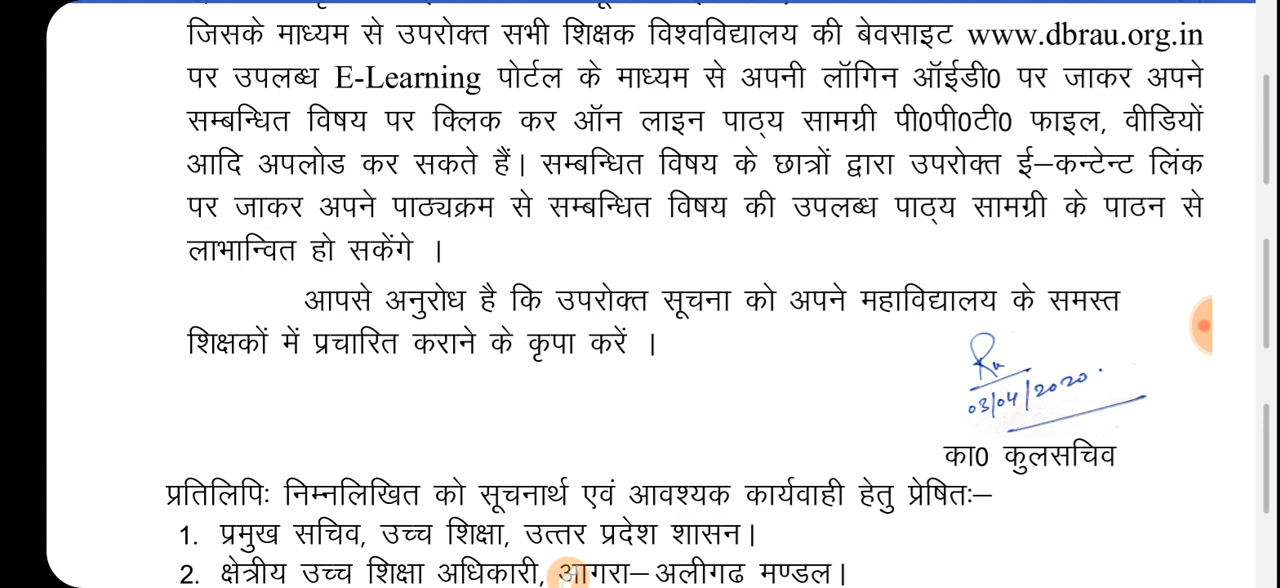 जिसके माध्यम से उपरोक्त सभी शिक्षक विश्वविद्यालय की बेवसाइट www.dbrau.org.in
पर उपलब्ध E-Learning पोर्टल के माध्यम से अपनी लॉगिन ऑईडी0 पर जाकर अपने
सम्बन्धित विषय पर क्लिक कर ऑन लाइन पाठ्य सामग्री पी0पी0टी0 फाइल, वीडियों
आदि अपलोड कर सकते हैं। सम्बन्धित विषय के छात्रों द्वारा उपरोक्त ई–कन्टेन्ट लिंक
पर जाकर अपने पाठ्यक्रम से सम्बन्धित विषय की उपलब्ध पाठ्य सामग्री के पाठन से
लाभान्वित हो सकेंगे ।
आपसे अनुरोध है कि उपरोक्त सूचना को अपने महाविद्यालय के समस्त
शिक्षकों में प्रचारित कराने के कृपा करें ।
03/04/2020.
का0 कुलसचिव
प्रतिलिपिः निम्नलिखित को सूचनार्थ एवं आवश्यक कार्यवाही हेतु प्रेषितः–
1. प्रमुख सचिव, उच्च शिक्षा, उत्तर प्रदेश शासन।
2. क्षेत्रीय उच्च शिक्षा अधिकारी, आगरा– अलीगढ मण्डल।